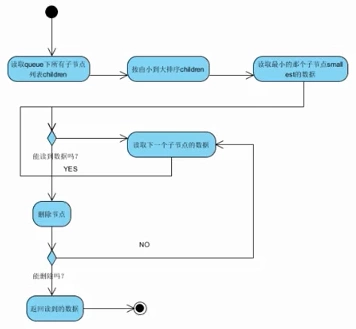 读取queue下所有子节点
列表children
按由小到大排序children
读取最小的那个子节点small
est的数据
能读到数据吗?
读取下一个子节点的数据
YES
删除节点
NO
能删除吗?
返回读到的数据